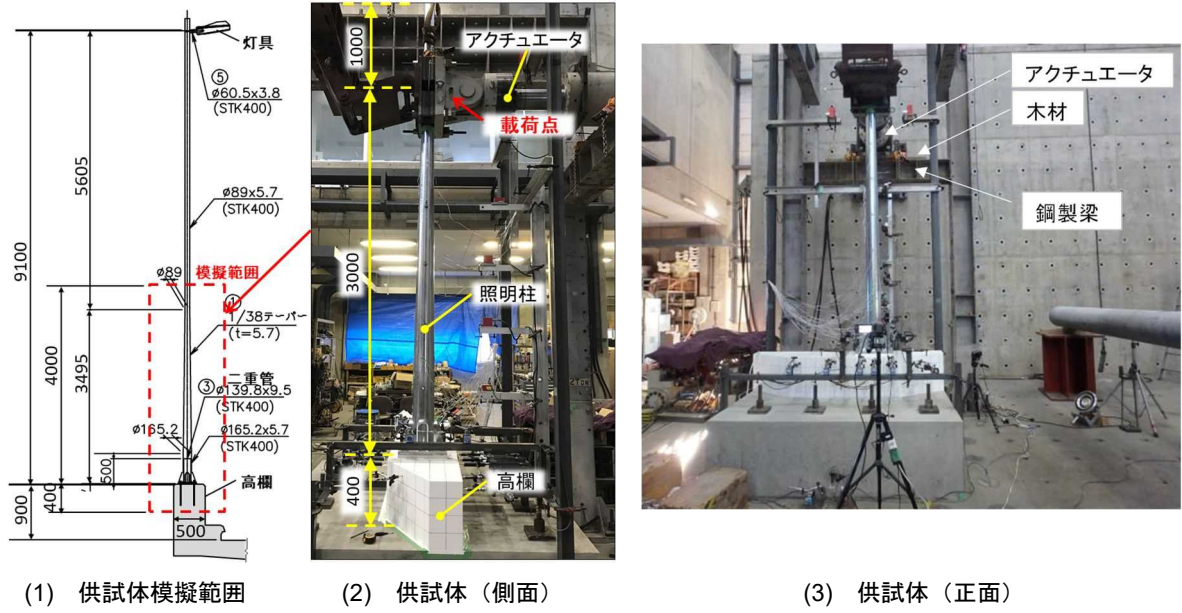 灯具
⑤
ø60.5x3.8
(STK400)
9100
5605
ø89x5.7
(STK400)
ø89
模擬範囲
①
1/38テーパー
(t=5.7)
4000
3495
二重管
③ø139.8x9.5
(STK400)
ø165.2
ø165.2x5.7
(STK400)
500
高欄
900
400
500
(1) 供試体模擬範囲
1000
アクチュエータ
載荷点
3000
照明柱
400
高欄
(2) 供試体（側面）
アクチュエータ
木材
鋼製梁
(3) 供試体（正面）